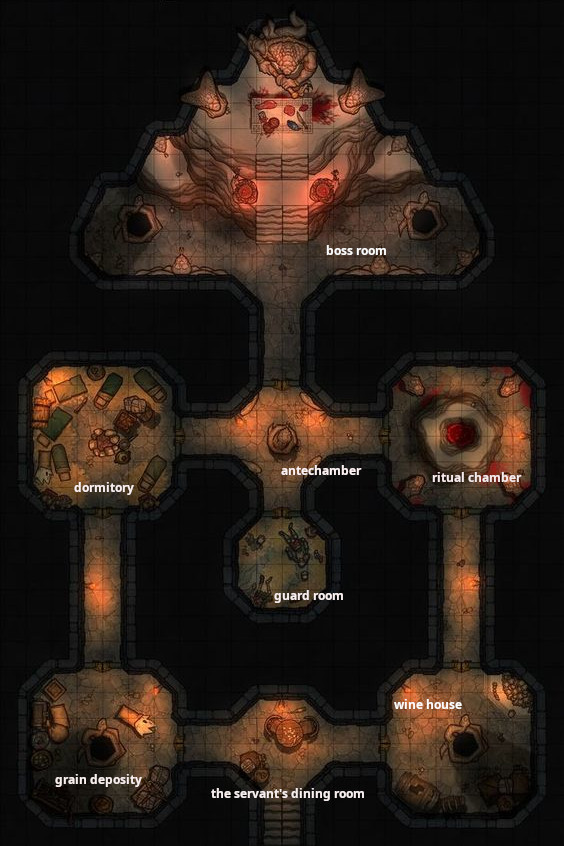 boss room
antechamber
ritual chamber
dormitory
guard room
wine house
grain deposity
the servant's dining room